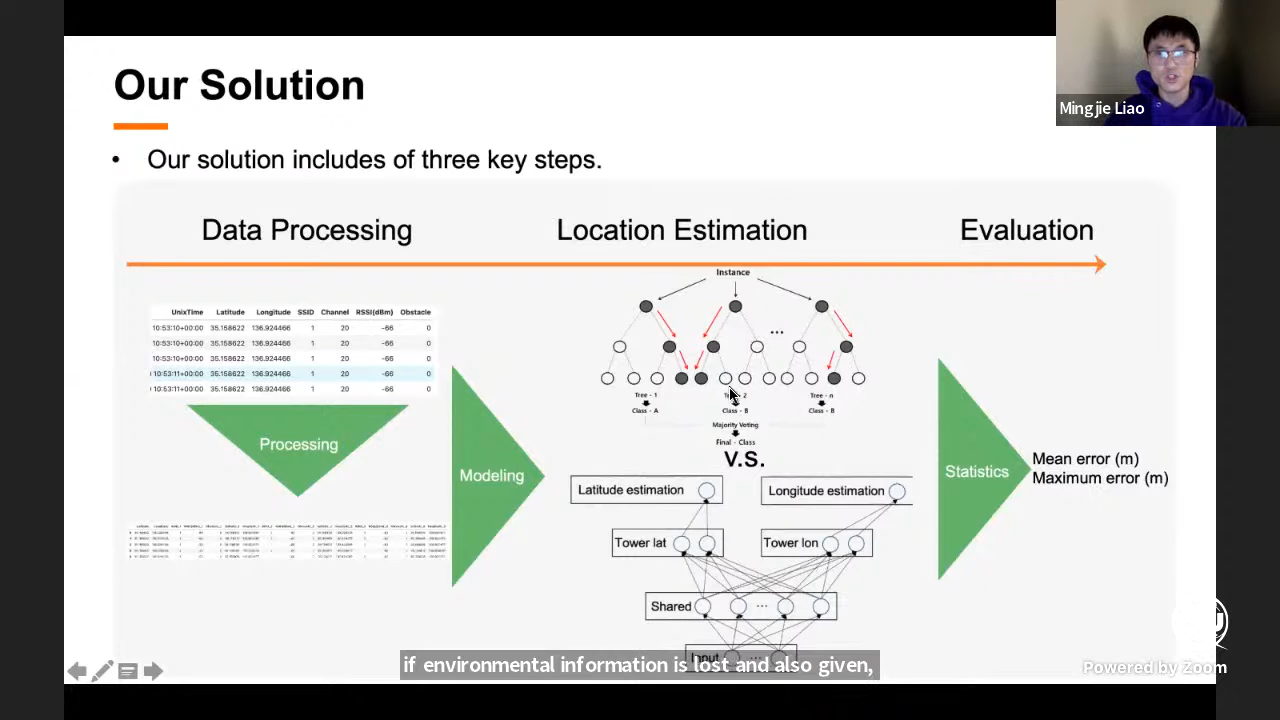 Our Solution
Mingjie Liao
• Our solution includes of three key steps.
Data Processing
Location Estimation
Evaluation
Instance
UnixTime Latitude Longitude SSID Channel RSSI(dBm) Obstacle
10:53:10+00:00 35.158622 136.924466 1 20 -66 0
10:53:10+00:00 35.158622 136.924466 1 20 -66 0
10:53:10+00:00 35.158622 136.924466 1 20 -66 0
10:53:11+00:00 35.158622 136.924466 1 20 -66 0
10:53:11+00:00 35.158622 136.924466 1 20 -66 0
...
Tree - 1
2
Tree - n
Class - A
Class - B
Class - B
Majority Voting
Final - Class
Processing
Modeling
V.S.
Statistics
Mean error (m)
Maximum error (m)
Latitude estimation
Longitude estimation
Tower lat
Tower lon
Shared ...
Input
if environmental information is lost and also given,
Powered by Zoom